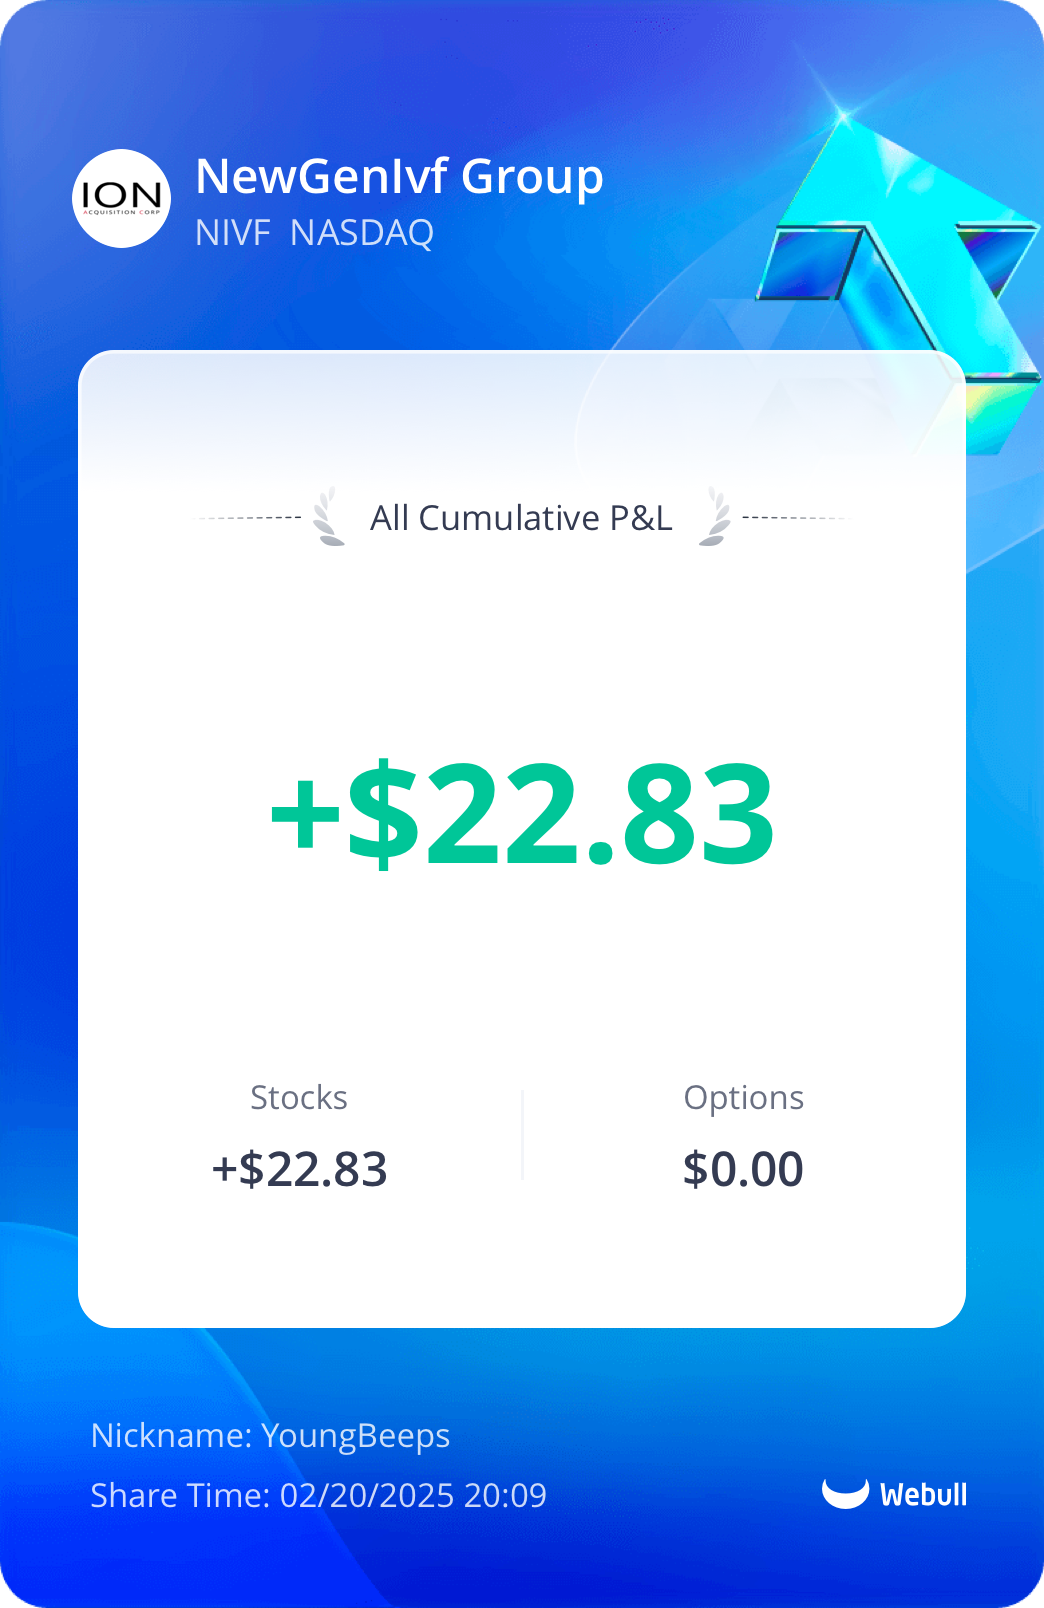 ION
ACQUISITION CORP
NewGenIvf Group
NIVF NASDAQ
All Cumulative P&L
+$22.83
Stocks
Options
+$22.83
$0.00
Nickname: YoungBeeps
Share Time: 02/20/2025 20:09
Webull